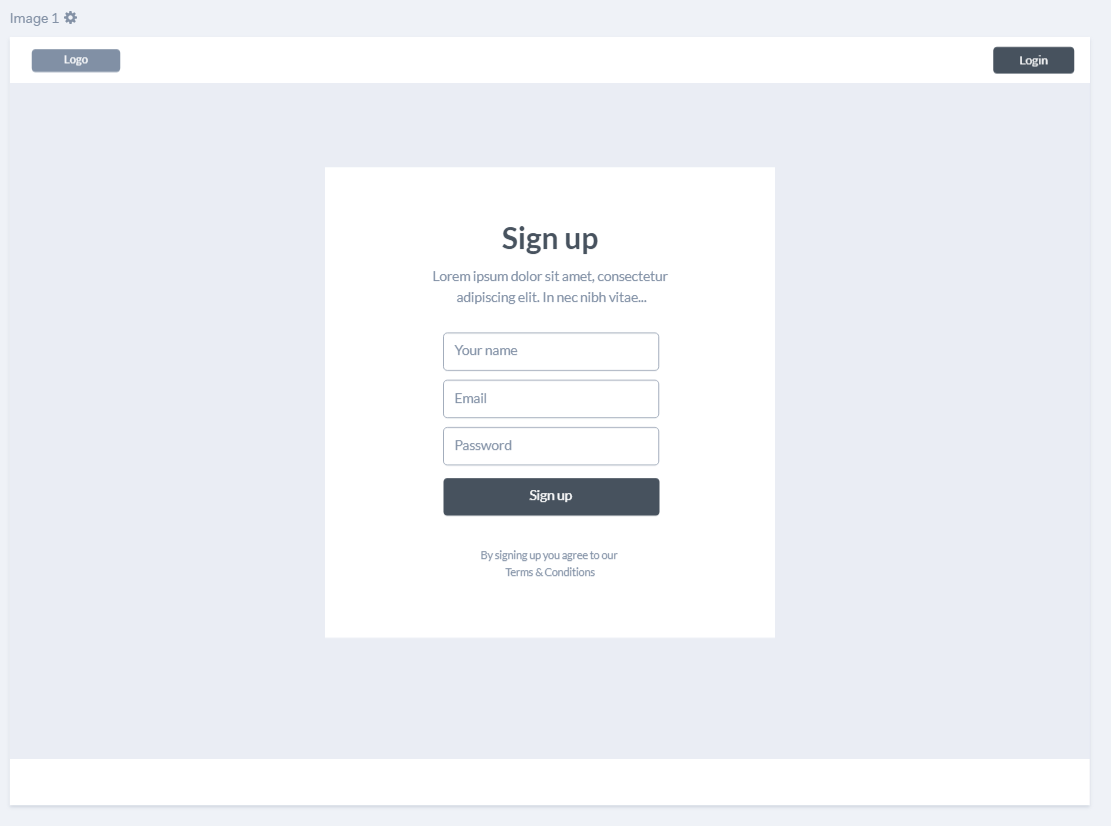 Image 1
Logo
Login
Sign up
Lorem ipsum dolor sit amet, consectetur
adipiscing elit. In nec nibh vitae...
Your name
Email
Password
Sign up
By signing up you agree to our
Terms & Conditions